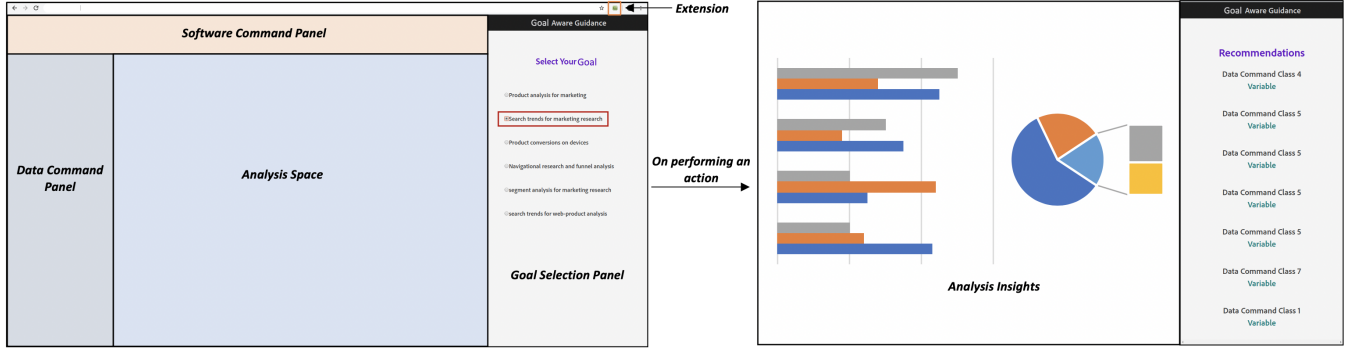 Extension
Goal Aware Guidance
Software Command Panel
Select Your Goal
Product analysis for marketing
Search trends for marketing research
Product conversions on devices
Navigational research and funnel analysis
segment analysis for marketing research
search trends for web-product analysis
Goal Selection Panel
Data Command
Panel
Analysis Space
On performing an
action
Analysis Insights
Goal Aware Guidance
Recommendations
Data Command Class 4
Variable
Data Command Class 5
Variable
Data Command Class 5
Variable
Data Command Class 5
Variable
Data Command Class 5
Variable
Data Command Class 7
Variable
Data Command Class 1
Variable